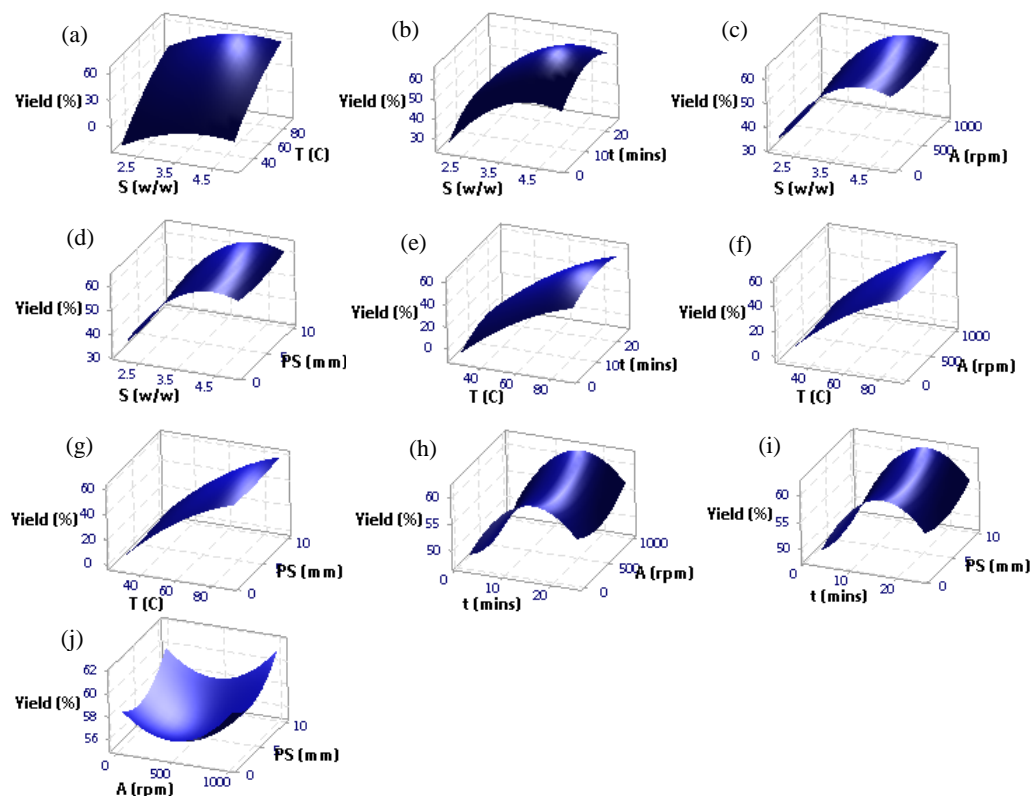 (a)
60
Yield (%)
30
0
2.5
3.5
4.5
S (w/w)
40
60
80
T (C)
(b)
60
Yield (%)
50
40
30
2.5
3.5
4.5
S (w/w)
0
10
20
t (mins)
(c)
60
Yield (%)
50
40
30
2.5
3.5
4.5
S (w/w)
0
500
1000
A (rpm)
(d)
60
Yield (%)
50
40
30
2.5
3.5
4.5
S (w/w)
0
5
10
PS (mm)
(e)
60
Yield (%)
40
20
0
40
60
80
T (C)
0
10
20
t (mins)
(f)
60
Yield (%)
40
20
0
40
60
80
T (C)
0
500
1000
A (rpm)
(g)
60
Yield (%)
40
20
0
40
60
80
T (C)
0
5
10
PS (mm)
(h)
60
Yield (%)
55
50
0
10
20
t (mins)
0
500
1000
A (rpm)
(i)
60
Yield (%)
55
50
0
10
20
t (mins)
0
5
10
PS (mm)
(j)
62
Yield (%)
60
58
56
0
500
1000
A (rpm)
0
5
10
PS (mm)